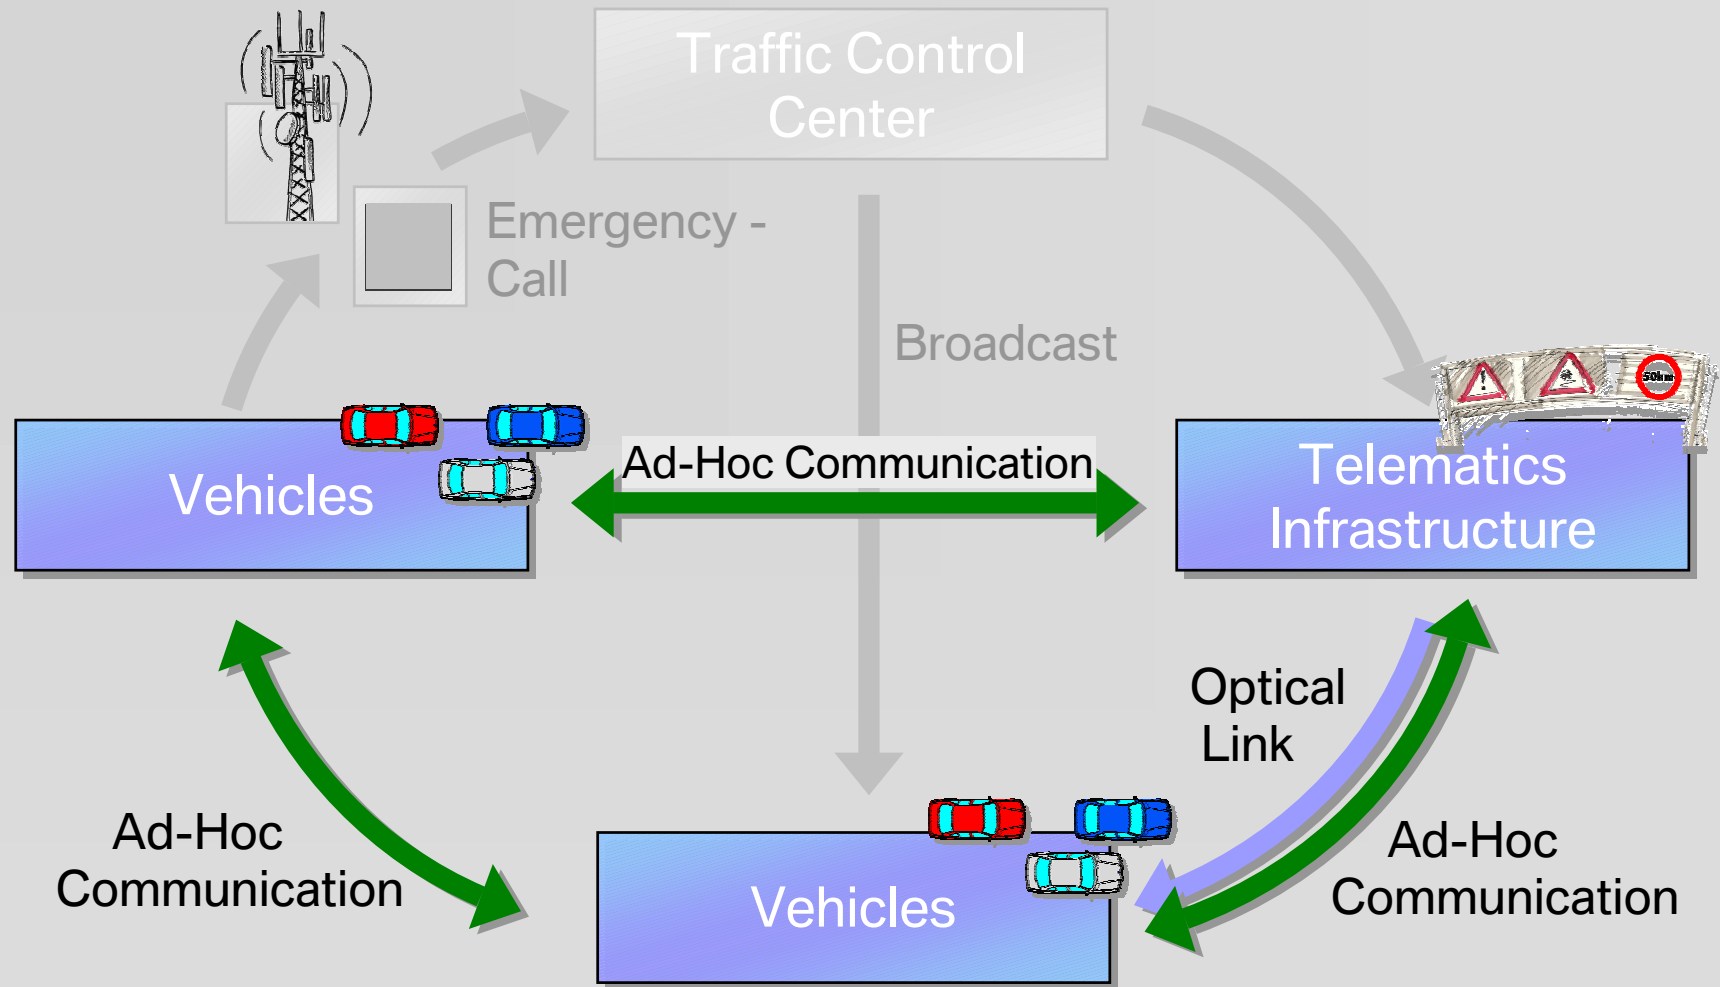 Traffic Control
Center
Emergency -
Call
Broadcast
50km
Vehicles
Ad-Hoc Communication
Telematics
Infrastructure
Optical
Link
Ad-Hoc
Communication
Ad-Hoc
Communication
Vehicles